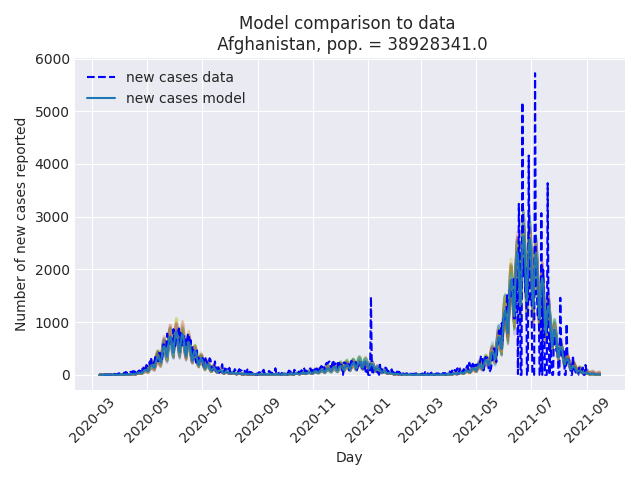 Model comparison to data
Afghanistan, pop. = 38928341.0
new cases data
new cases model
Number of new cases reported
6000
5000
4000
3000
2000
1000
0
2020-03
2020-05
2020-07
2020-09
2020-11
2021-01
2021-03
2021-05
2021-07
2021-09
Day